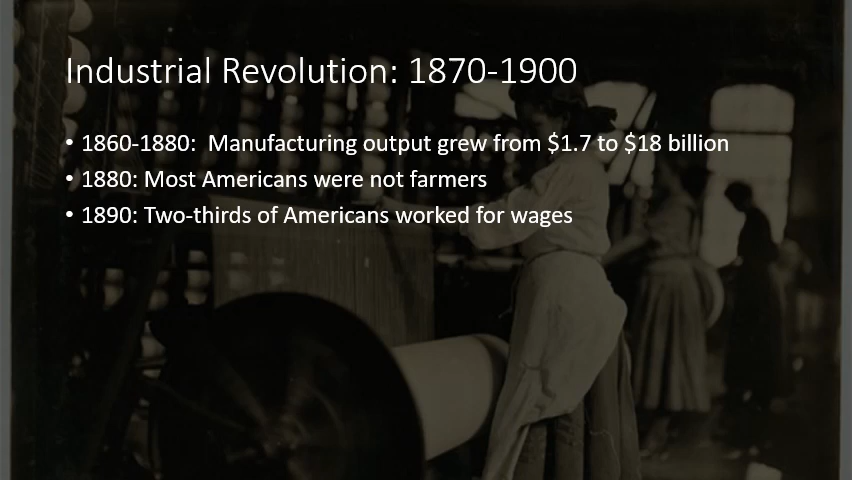 Industrial Revolution: 1870-1900
• 1860-1880:  Manufacturing output grew from $1.7 to $18 billion
• 1880: Most Americans were not farmers
• 1890: Two-thirds of Americans worked for wages